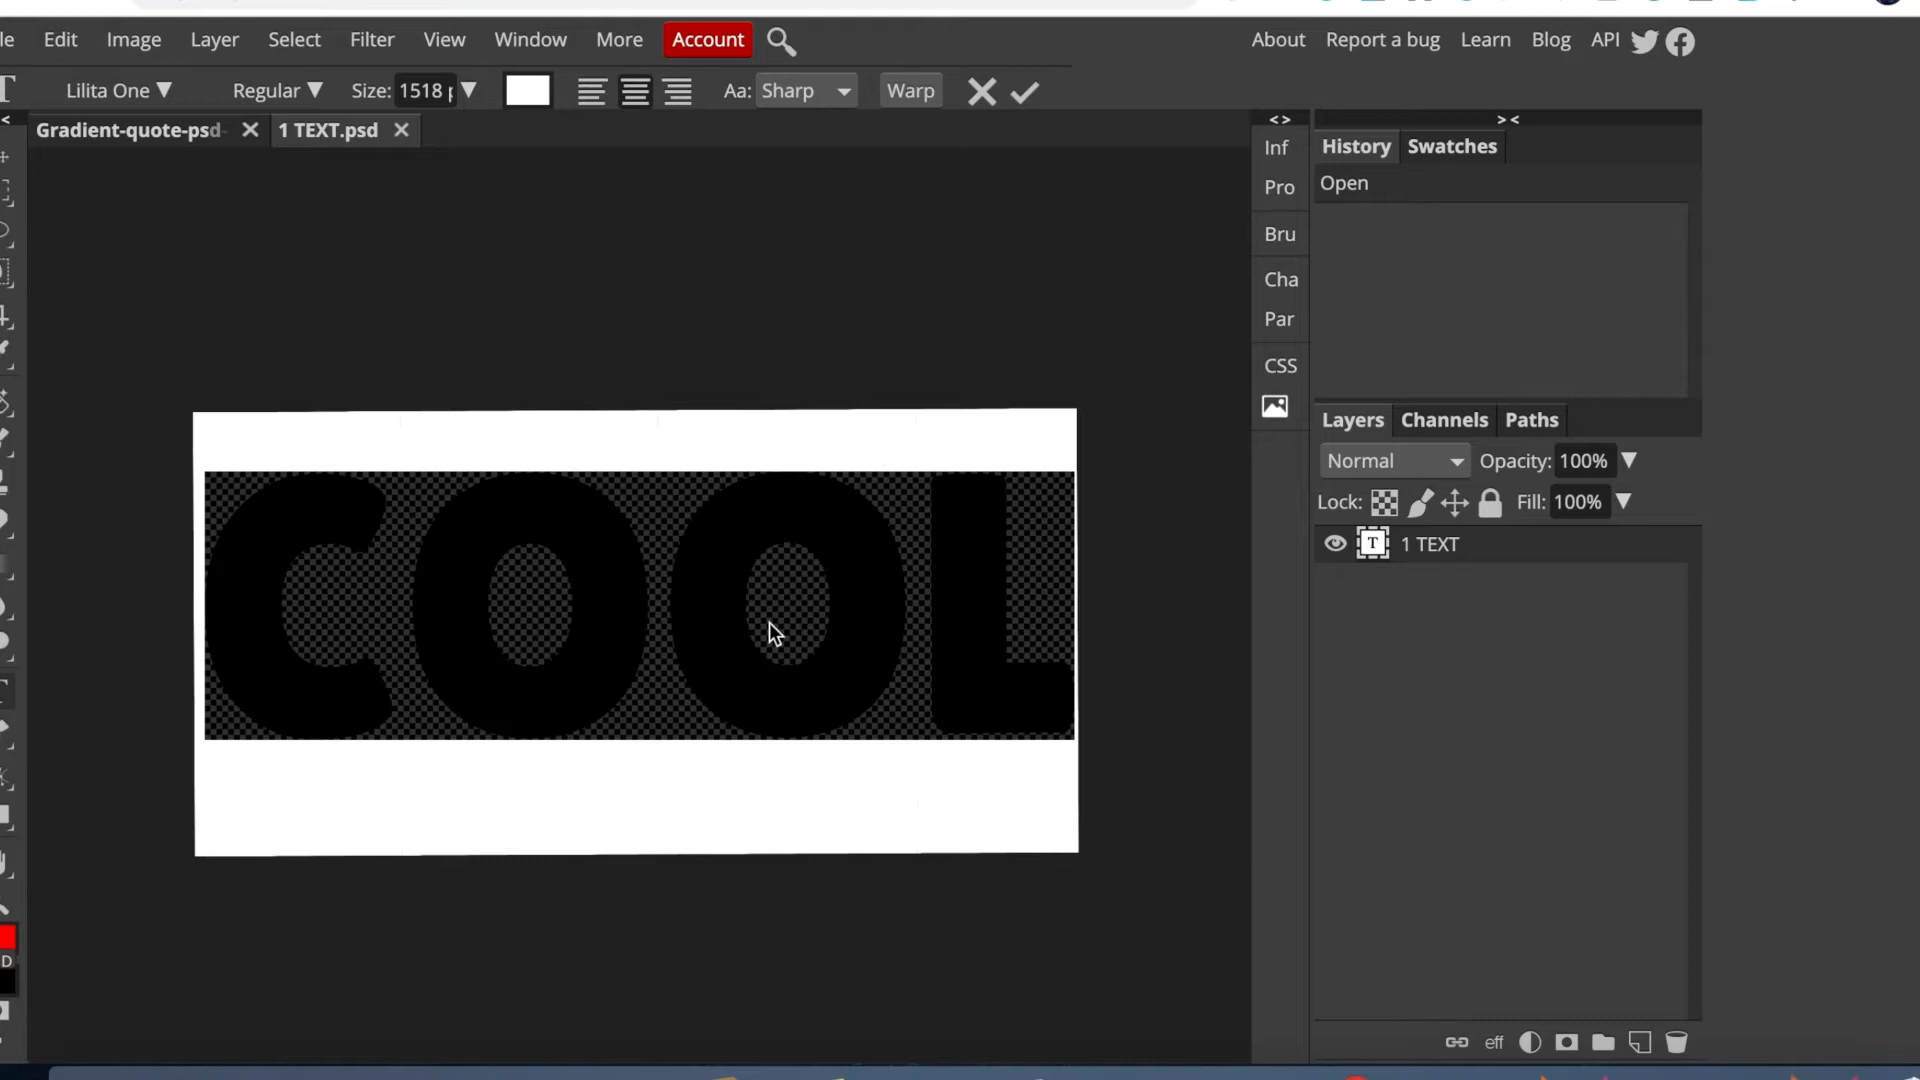 le Edit Image Layer Select Filter View Window More Account About Report a bug Learn Blog API
T Lilita One Regular Size: 1518 p Aa: Sharp Warp
Gradient-quote-psd- 1 TEXT.psd
Inf
Pro
Bru
Cha
Par
CSS
History Swatches
Open
COOL
Layers Channels Paths
Normal Opacity: 100%
Lock: Fill: 100%
T 1 TEXT
D
eff